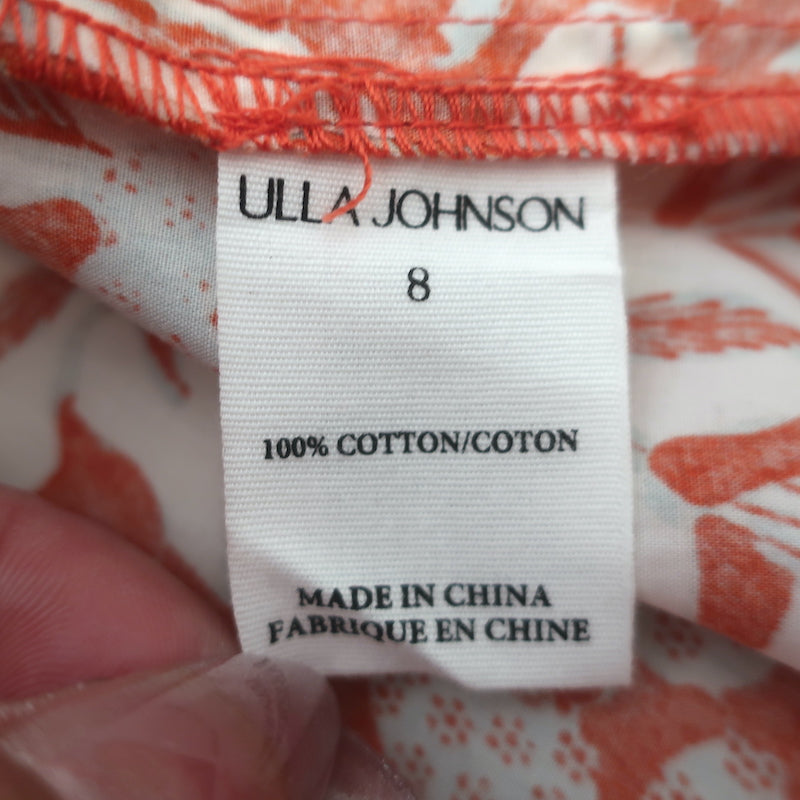 ULLA JOHNSON
8
100% COTTON/COTON
MADE IN CHINA
FABRIQUE EN CHINE